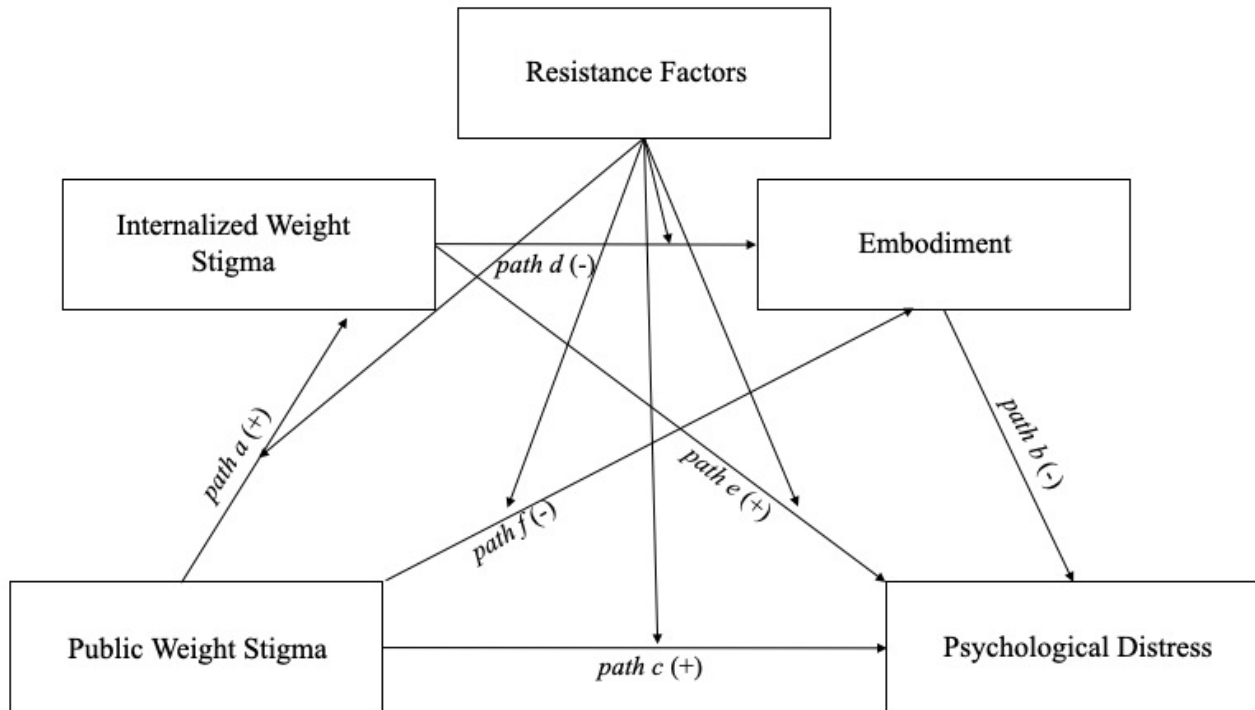 Resistance Factors
Internalized Weight
Stigma
Embodiment
path d (-)
path a (+)
path b (-)
path e (+)
path f (-)
Public Weight Stigma
path c (+)
Psychological Distress